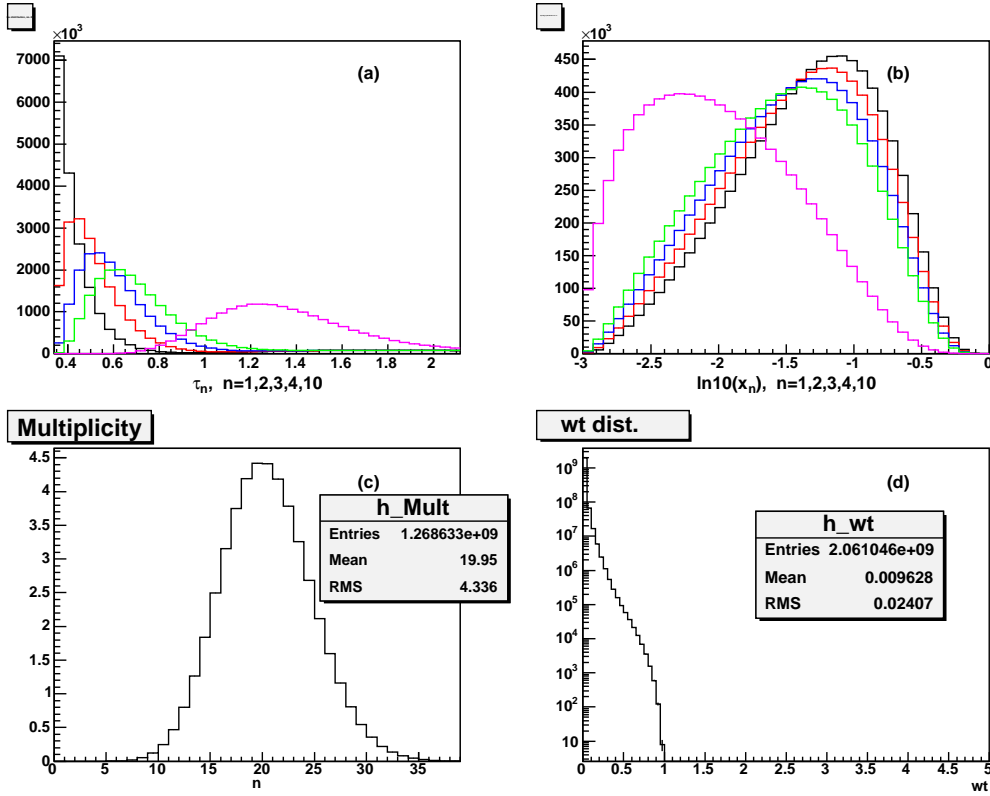 ×10³
7000
6000
5000
4000
3000
2000
1000
0
0.4 0.6 0.8 1 1.2 1.4 1.6 1.8 2
τₙ, n=1,2,3,4,10
(a)
×10³
450
400
350
300
250
200
150
100
50
0
-3 -2.5 -2 -1.5 -1 -0.5 0
ln10(xₙ), n=1,2,3,4,10
(b)
Multiplicity
4.5
4
3.5
3
2.5
2
1.5
1
0.5
0
0 5 10 15 20 25 30 35
n
(c)
h_Mult
Entries 1.268633e+09
Mean 19.95
RMS 4.336
wt dist.
10⁹
10⁸
10⁷
10⁶
10⁵
10⁴
10³
10²
10
0 0.5 1 1.5 2 2.5 3 3.5 4 4.5 5
wt
(d)
h_wt
Entries 2.061046e+09
Mean 0.009628
RMS 0.02407